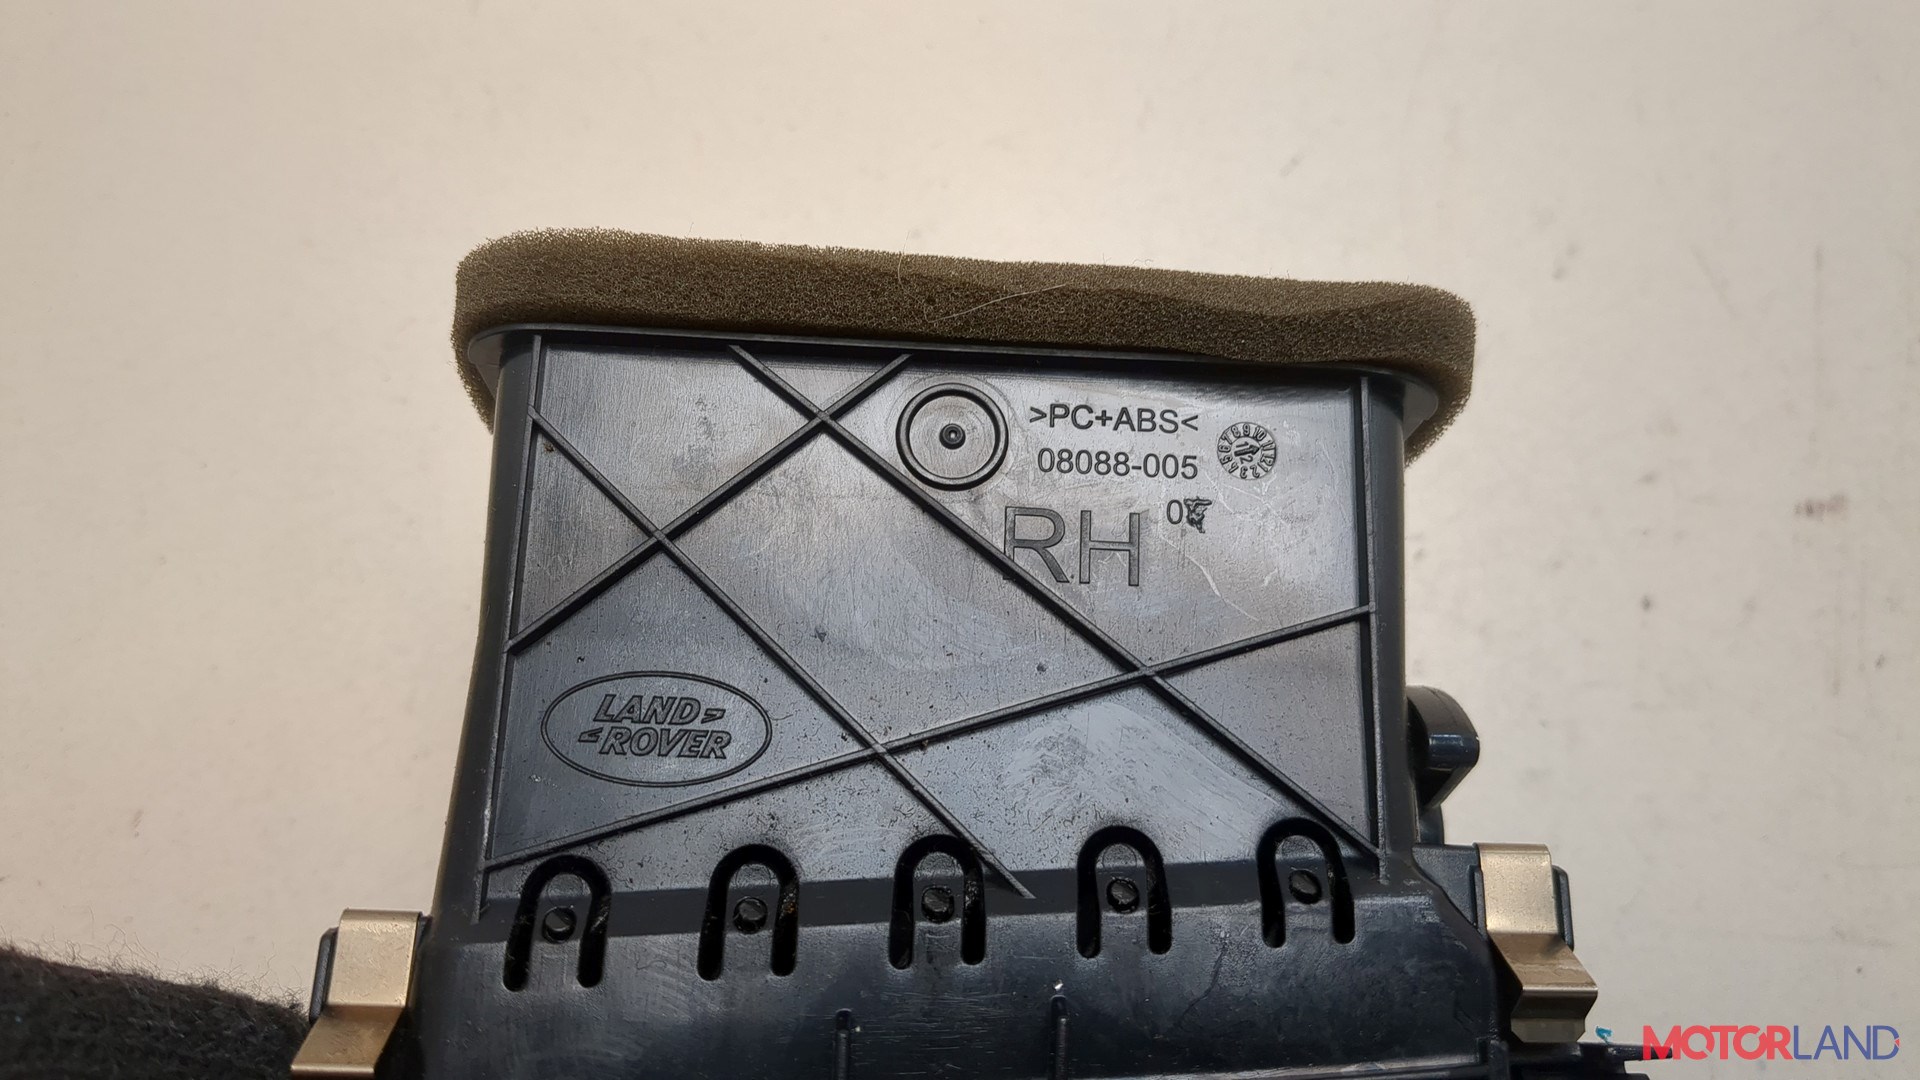 >PC+ABS<
08088-005
RH
LAND
ROVER
MOTORLAND